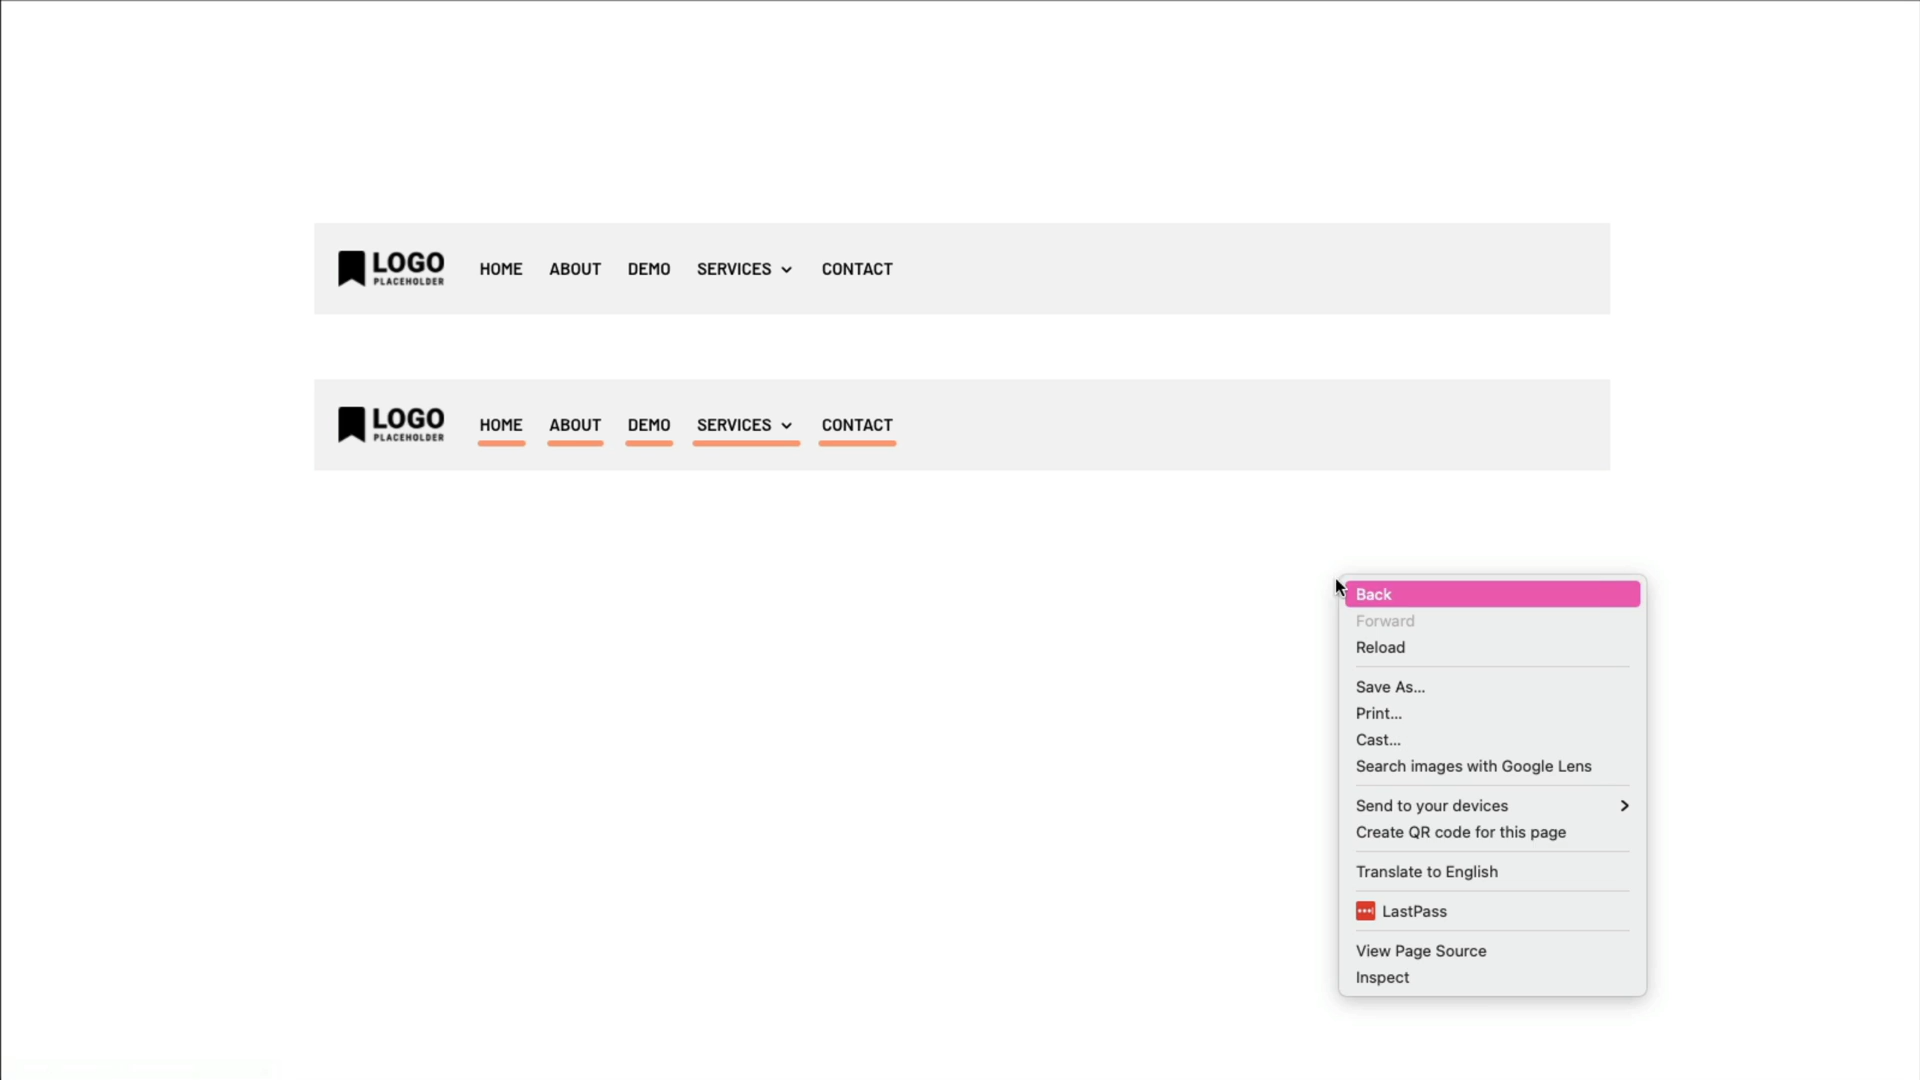 LOGO
PLACEHOLDER
HOME ABOUT DEMO SERVICES CONTACT
LOGO
PLACEHOLDER
HOME ABOUT DEMO SERVICES CONTACT
Back
Forward
Reload
Save As...
Print...
Cast...
Search images with Google Lens
Send to your devices
Create QR code for this page
Translate to English
LastPass
View Page Source
Inspect